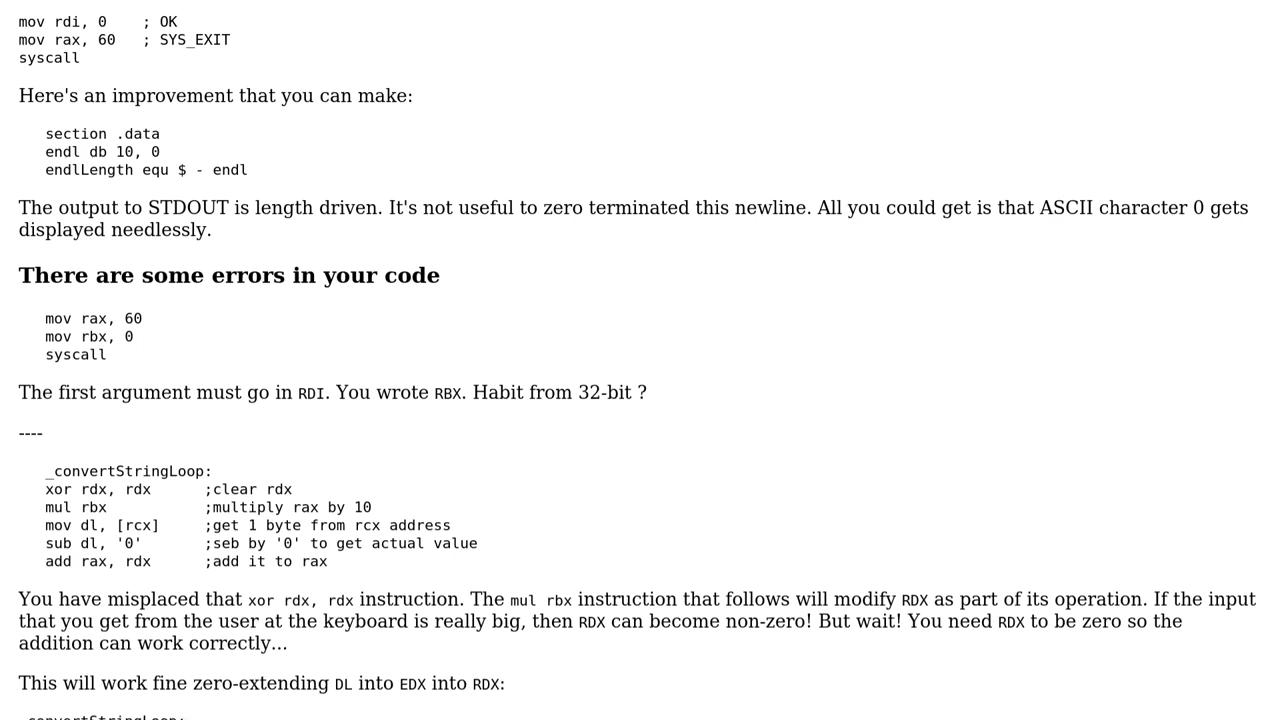 mov rdi, 0    ; OK
mov rax, 60   ; SYS_EXIT
syscall
Here's an improvement that you can make:
section .data
endl db 10, 0
endlLength equ $ - endl
The output to STDOUT is length driven. It's not useful to zero terminated this newline. All you could get is that ASCII character 0 gets
displayed needlessly.
There are some errors in your code
mov rax, 60
mov rbx, 0
syscall
The first argument must go in RDI. You wrote RBX. Habit from 32-bit ?
----
_convertStringLoop:
xor rdx, rdx      ;clear rdx
mul rbx           ;multiply rax by 10
mov dl, [rcx]     ;get 1 byte from rcx address
sub dl, '0'       ;seb by '0' to get actual value
add rax, rdx      ;add it to rax
You have misplaced that xor rdx, rdx instruction. The mul rbx instruction that follows will modify RDX as part of its operation. If the input
that you get from the user at the keyboard is really big, then RDX can become non-zero! But wait! You need RDX to be zero so the
addition can work correctly...
This will work fine zero-extending DL into EDX into RDX:
_convertStringLoop: